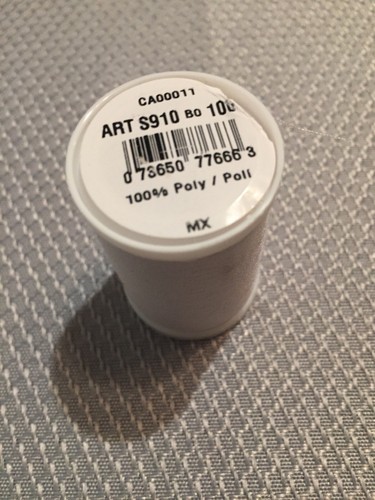 CA00011
ART S910 Bo 100
0 73650 77666 3
100% Poly / Poli
MX